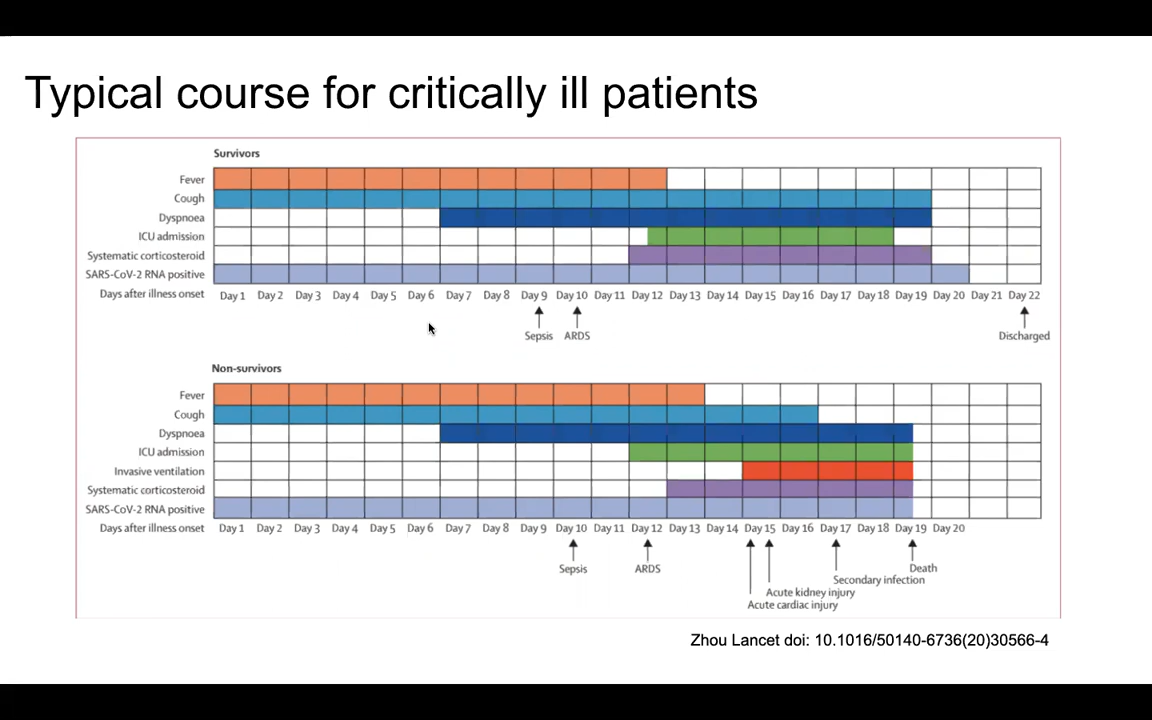 Typical course for critically ill patients
Survivors
Fever
Cough
Dyspnoea
ICU admission
Systematic corticosteroid
SARS-CoV-2 RNA positive
Days after illness onset Day 1 Day 2 Day 3 Day 4 Day 5 Day 6 Day 7 Day 8 Day 9 Day 10 Day 11 Day 12 Day 13 Day 14 Day 15 Day 16 Day 17 Day 18 Day 19 Day 20 Day 21 Day 22
Sepsis ARDS Discharged
Non-survivors
Fever
Cough
Dyspnoea
ICU admission
Invasive ventilation
Systematic corticosteroid
SARS-CoV-2 RNA positive
Days after illness onset Day 1 Day 2 Day 3 Day 4 Day 5 Day 6 Day 7 Day 8 Day 9 Day 10 Day 11 Day 12 Day 13 Day 14 Day 15 Day 16 Day 17 Day 18 Day 19 Day 20
Sepsis ARDS Death
Secondary infection
Acute kidney injury
Acute cardiac injury
Zhou Lancet doi: 10.1016/50140-6736(20)30566-4